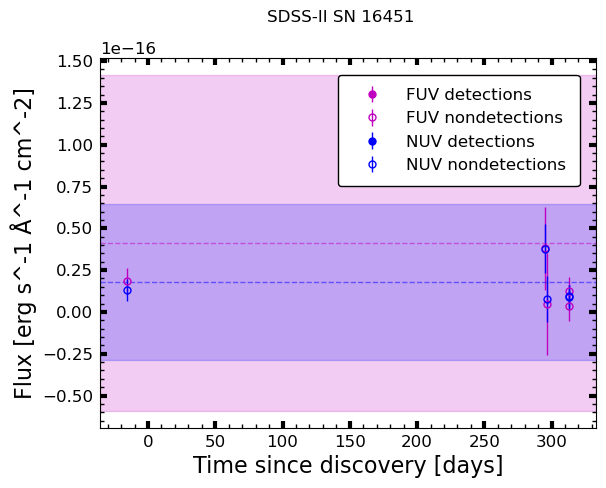 SDSS-II SN 16451
1e−16
1.50
1.25
1.00
0.75
0.50
0.25
0.00
−0.25
−0.50
Flux [erg s^-1 Å^-1 cm^-2]
FUV detections
FUV nondetections
NUV detections
NUV nondetections
0 50 100 150 200 250 300
Time since discovery [days]